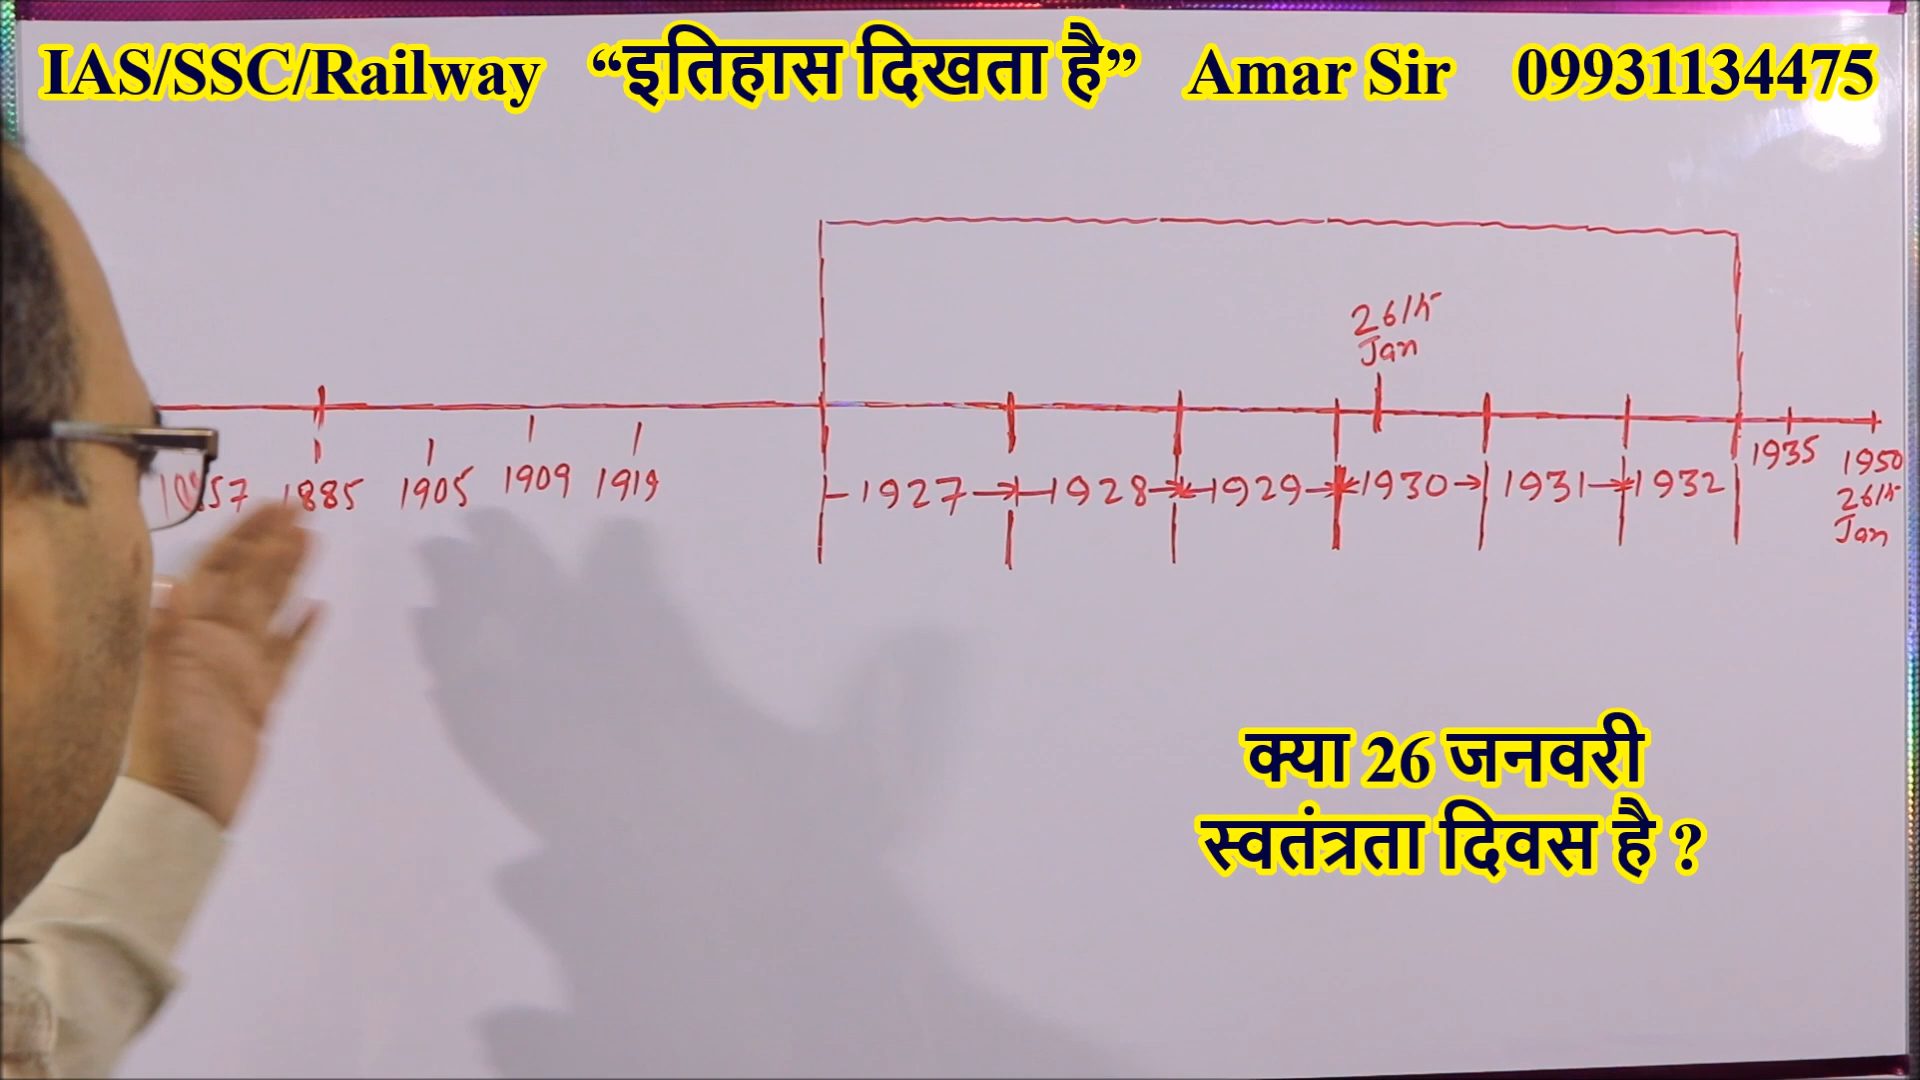 IAS/SSC/Railway “इतिहास दिखता है” Amar Sir 09931134475
26th
Jan
1857 1885 1905 1909 1919 1927 1928 1929 1930 1931 1932 1935 1950
26th
Jan
क्या 26 जनवरी
स्वतंत्रता दिवस है ?